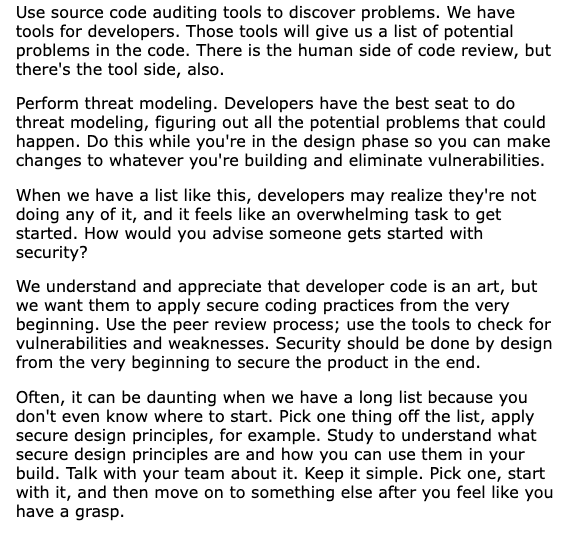 Use source code auditing tools to discover problems. We have
tools for developers. Those tools will give us a list of potential
problems in the code. There is the human side of code review, but
there's the tool side, also.
Perform threat modeling. Developers have the best seat to do
threat modeling, figuring out all the potential problems that could
happen. Do this while you're in the design phase so you can make
changes to whatever you're building and eliminate vulnerabilities.
When we have a list like this, developers may realize they're not
doing any of it, and it feels like an overwhelming task to get
started. How would you advise someone gets started with
security?
We understand and appreciate that developer code is an art, but
we want them to apply secure coding practices from the very
beginning. Use the peer review process; use the tools to check for
vulnerabilities and weaknesses. Security should be done by design
from the very beginning to secure the product in the end.
Often, it can be daunting when we have a long list because you
don't even know where to start. Pick one thing off the list, apply
secure design principles, for example. Study to understand what
secure design principles are and how you can use them in your
build. Talk with your team about it. Keep it simple. Pick one, start
with it, and then move on to something else after you feel like you
have a grasp.